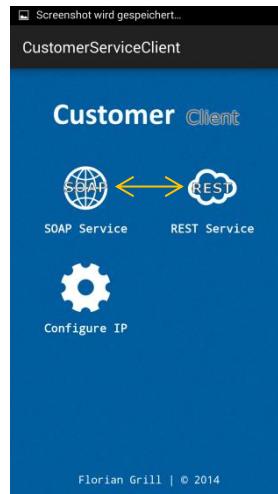 Screenshot wird gespeichert...
CustomerServiceClient
Customer Client
SOAP REST
SOAP Service REST Service
Configure IP
Florian Grill | © 2014